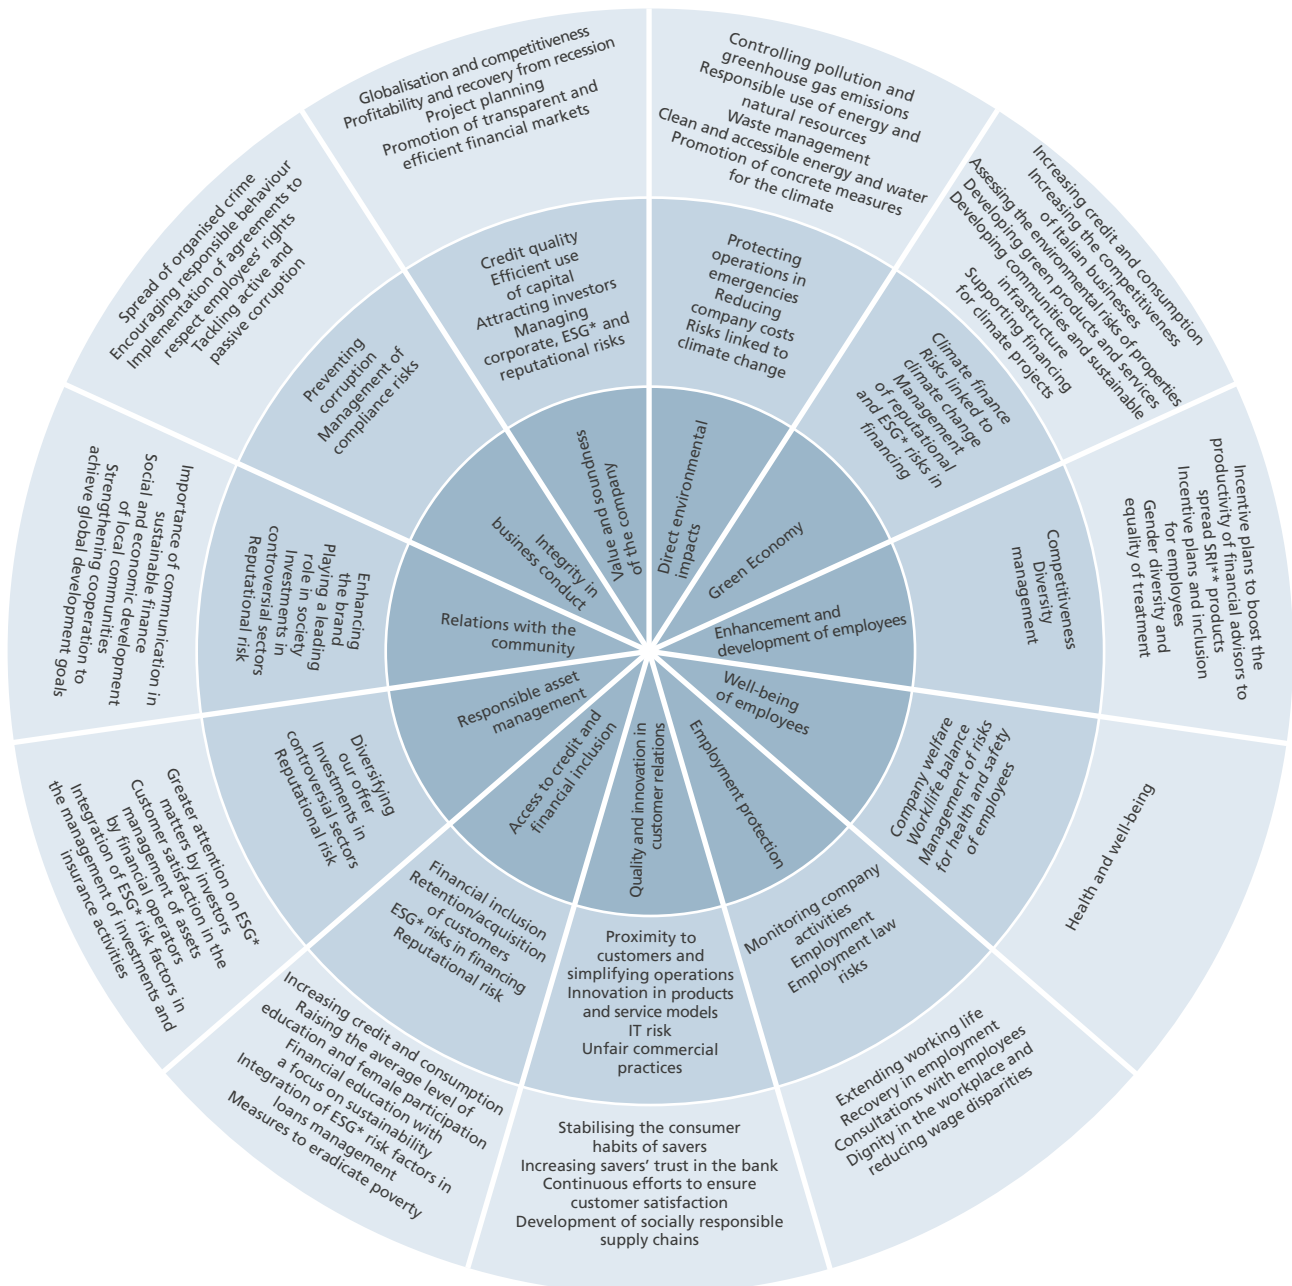 Controlling pollution and
greenhouse gas emissions
Responsible use of energy and
natural resources
Waste management
Clean and accessible energy and water
Promotion of concrete measures
for the climate
Protecting
operations in
emergencies
Reducing
company costs
Risks linked to
climate change
Direct environmental
impacts
Increasing credit and consumption
Increasing the competitiveness
of Italian businesses
Assessing the environmental risks of properties
Developing green products and services
Developing communities and sustainable
infrastructure
Supporting financing
for climate projects
Climate finance
Risks linked to
climate change
Management
of reputational
and ESG* risks in
financing
Green Economy
Incentive plans to boost the
productivity of financial advisors to
spread SRI** products
Incentive plans and inclusion
for employees
Gender diversity and
equality of treatment
Competitiveness
Diversity
management
Enhancement and
development of employees
Health and well-being
Company welfare
Work/life balance
Management of risks
for health and safety
of employees
Well-being
of employees
Extending working life
Recovery in employment
Consultations with employees
Dignity in the workplace and
reducing wage disparities
Monitoring company
activities
Employment
Employment law
risks
Employment protection
Stabilising the consumer
habits of savers
Increasing savers' trust in the bank
Continuous efforts to ensure
customer satisfaction
Development of socially responsible
supply chains
Proximity to
customers and
simplifying operations
Innovation in products
and service models
IT risk
Unfair commercial
practices
Quality and innovation in
customer relations
Increasing credit and consumption
Raising the average level of
education and female participation
Financial education with
a focus on sustainability
Integration of ESG* risk factors in
loans management
Measures to eradicate poverty
Financial inclusion
Retention/acquisition
of customers
ESG* risks in financing
Reputational risk
Access to credit and
financial inclusion
Greater attention on ESG*
matters by investors
Customer satisfaction in the
management of assets
by financial operators
Integration of ESG* risk factors in
the management of investments and
insurance activities
Diversifying
our offer
Investments in
controversial sectors
Reputational risk
Responsible asset
management
Importance of communication in
sustainable finance
Social and economic development
of local communities
Strengthening cooperation to
achieve global development goals
Enhancing
the brand
Playing a leading
role in society
Investments in
controversial sectors
Reputational risk
Relations with the
community
Spread of organised crime
Encouraging responsible behaviour
Implementation of agreements to
respect employees' rights
Tackling active and
passive corruption
Preventing
corruption
Management of
compliance risks
Integrity in
business conduct
Globalisation and competitiveness
Profitability and recovery from recession
Project planning
Promotion of transparent and
efficient financial markets
Credit quality
Efficient use
of capital
Attracting investors
Managing
corporate, ESG* and
reputational risks
Value and soundness
of the company